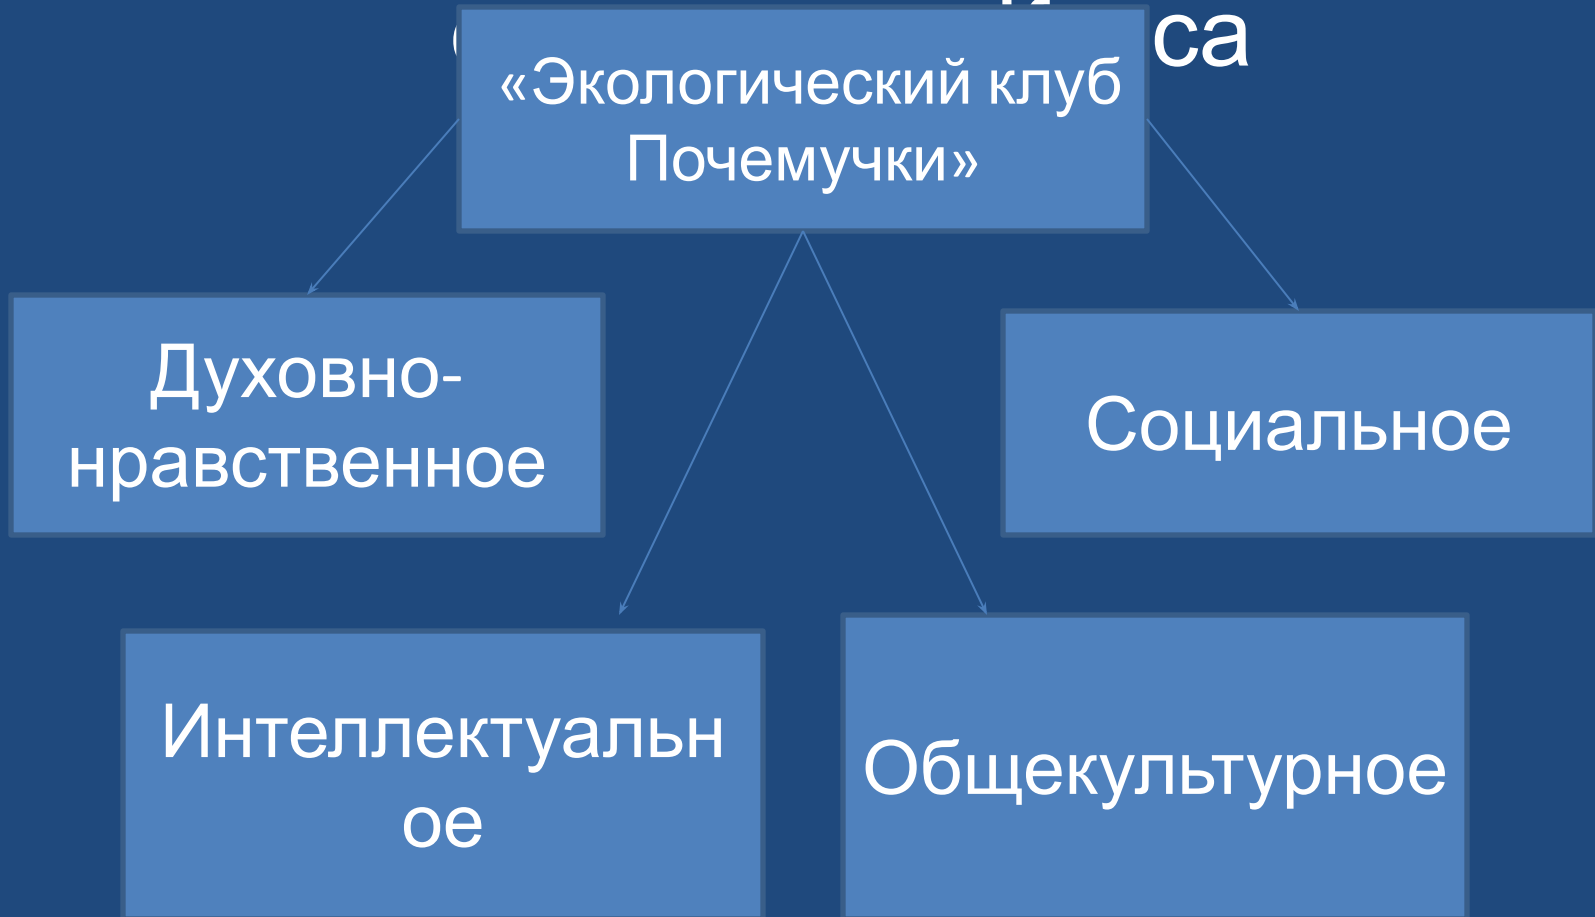 «Экологический клуб
Почемучки»
Духовно-
нравственное
Социальное
Интеллектуальн
ое
Общекультурное